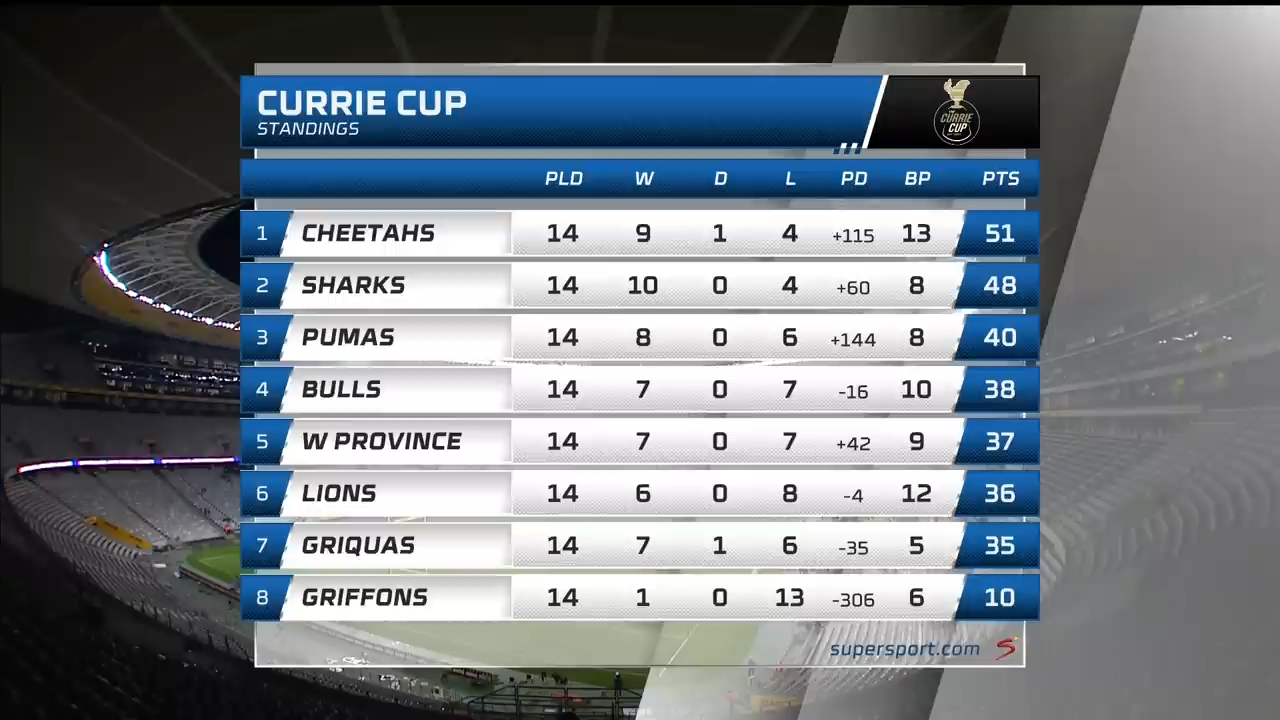 CURRIE CUP
STANDINGS
CURRIE
CUP
PLD W D L PD BP PTS
1 CHEETAHS 14 9 1 4 +115 13 51
2 SHARKS 14 10 0 4 +60 8 48
3 PUMAS 14 8 0 6 +144 8 40
4 BULLS 14 7 0 7 -16 10 38
5 W PROVINCE 14 7 0 7 +42 9 37
6 LIONS 14 6 0 8 -4 12 36
7 GRIQUAS 14 7 1 6 -35 5 35
8 GRIFFONS 14 1 0 13 -306 6 10
supersport.com S